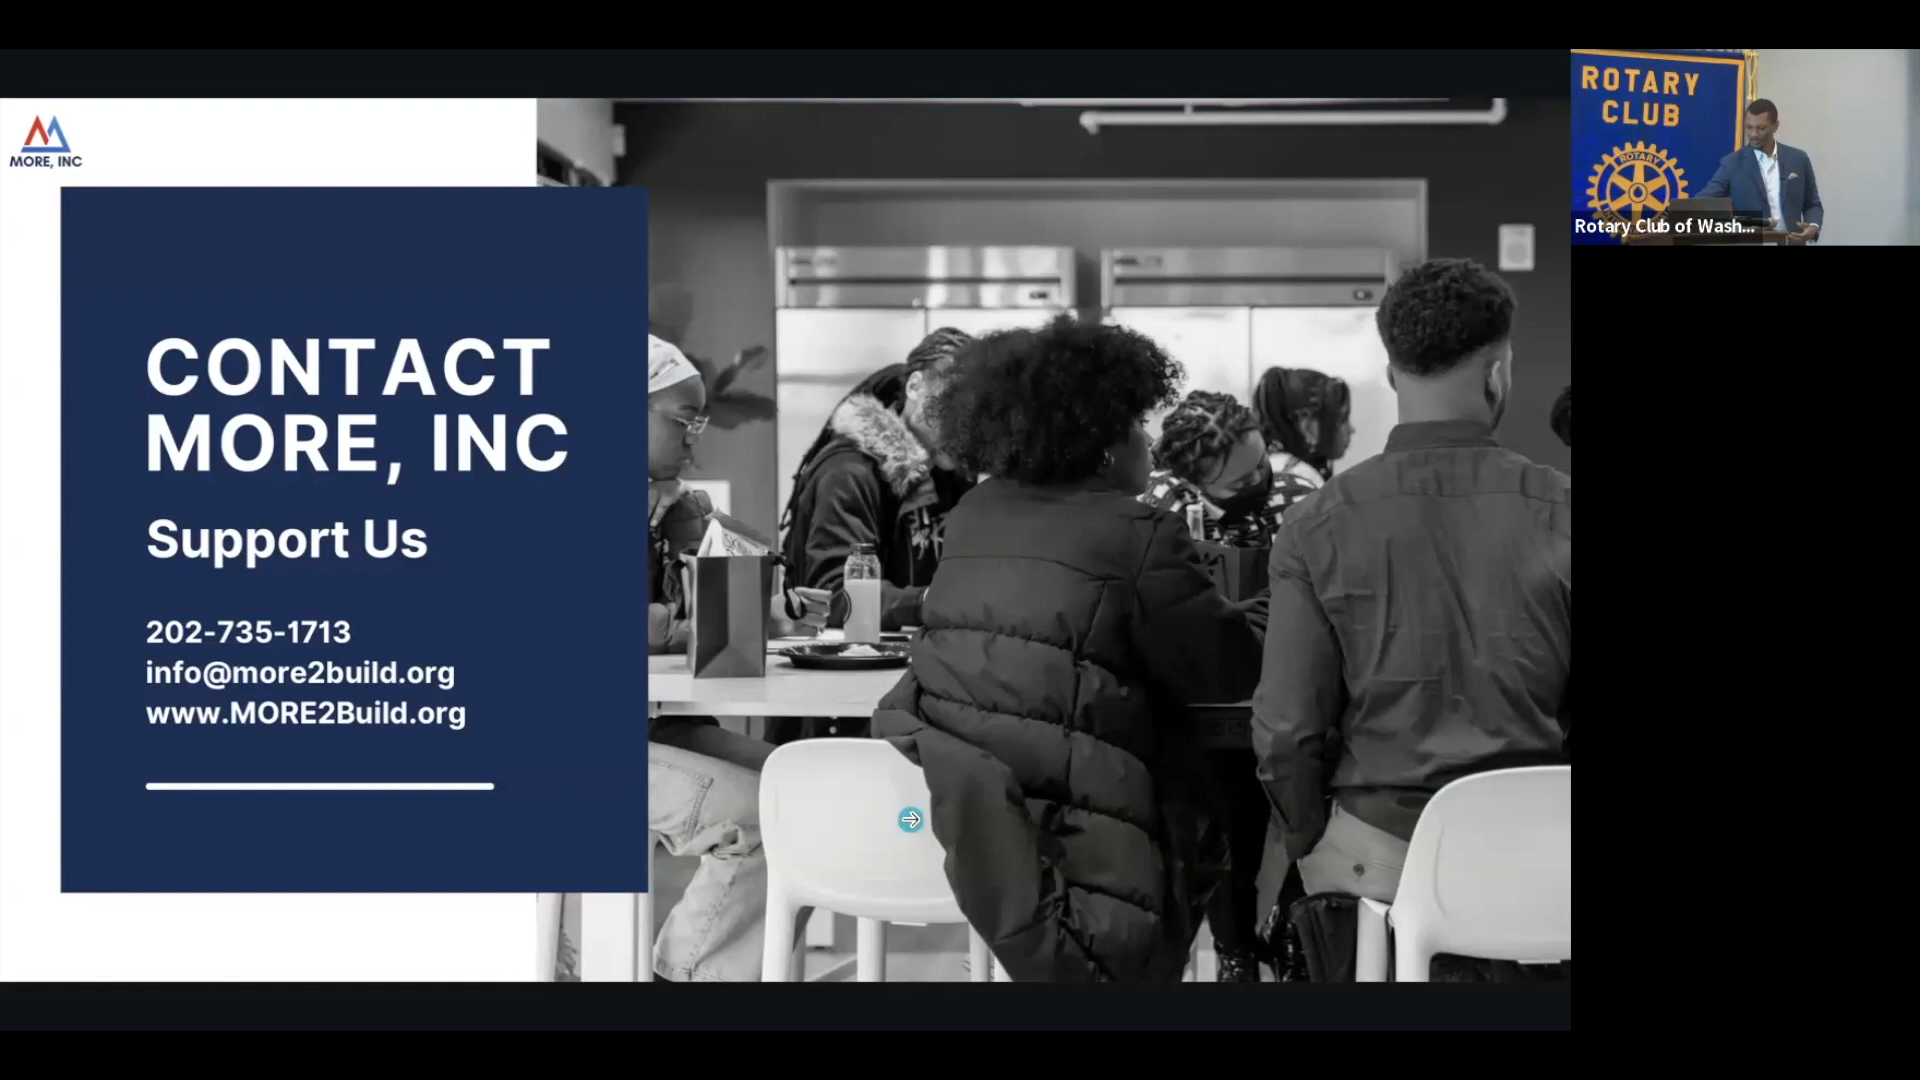 MORE, INC
CONTACT
MORE, INC
Support Us
202-735-1713
info@more2build.org
www.MORE2Build.org
ROTARY
CLUB
ROTARY
Rotary Club of Wash...